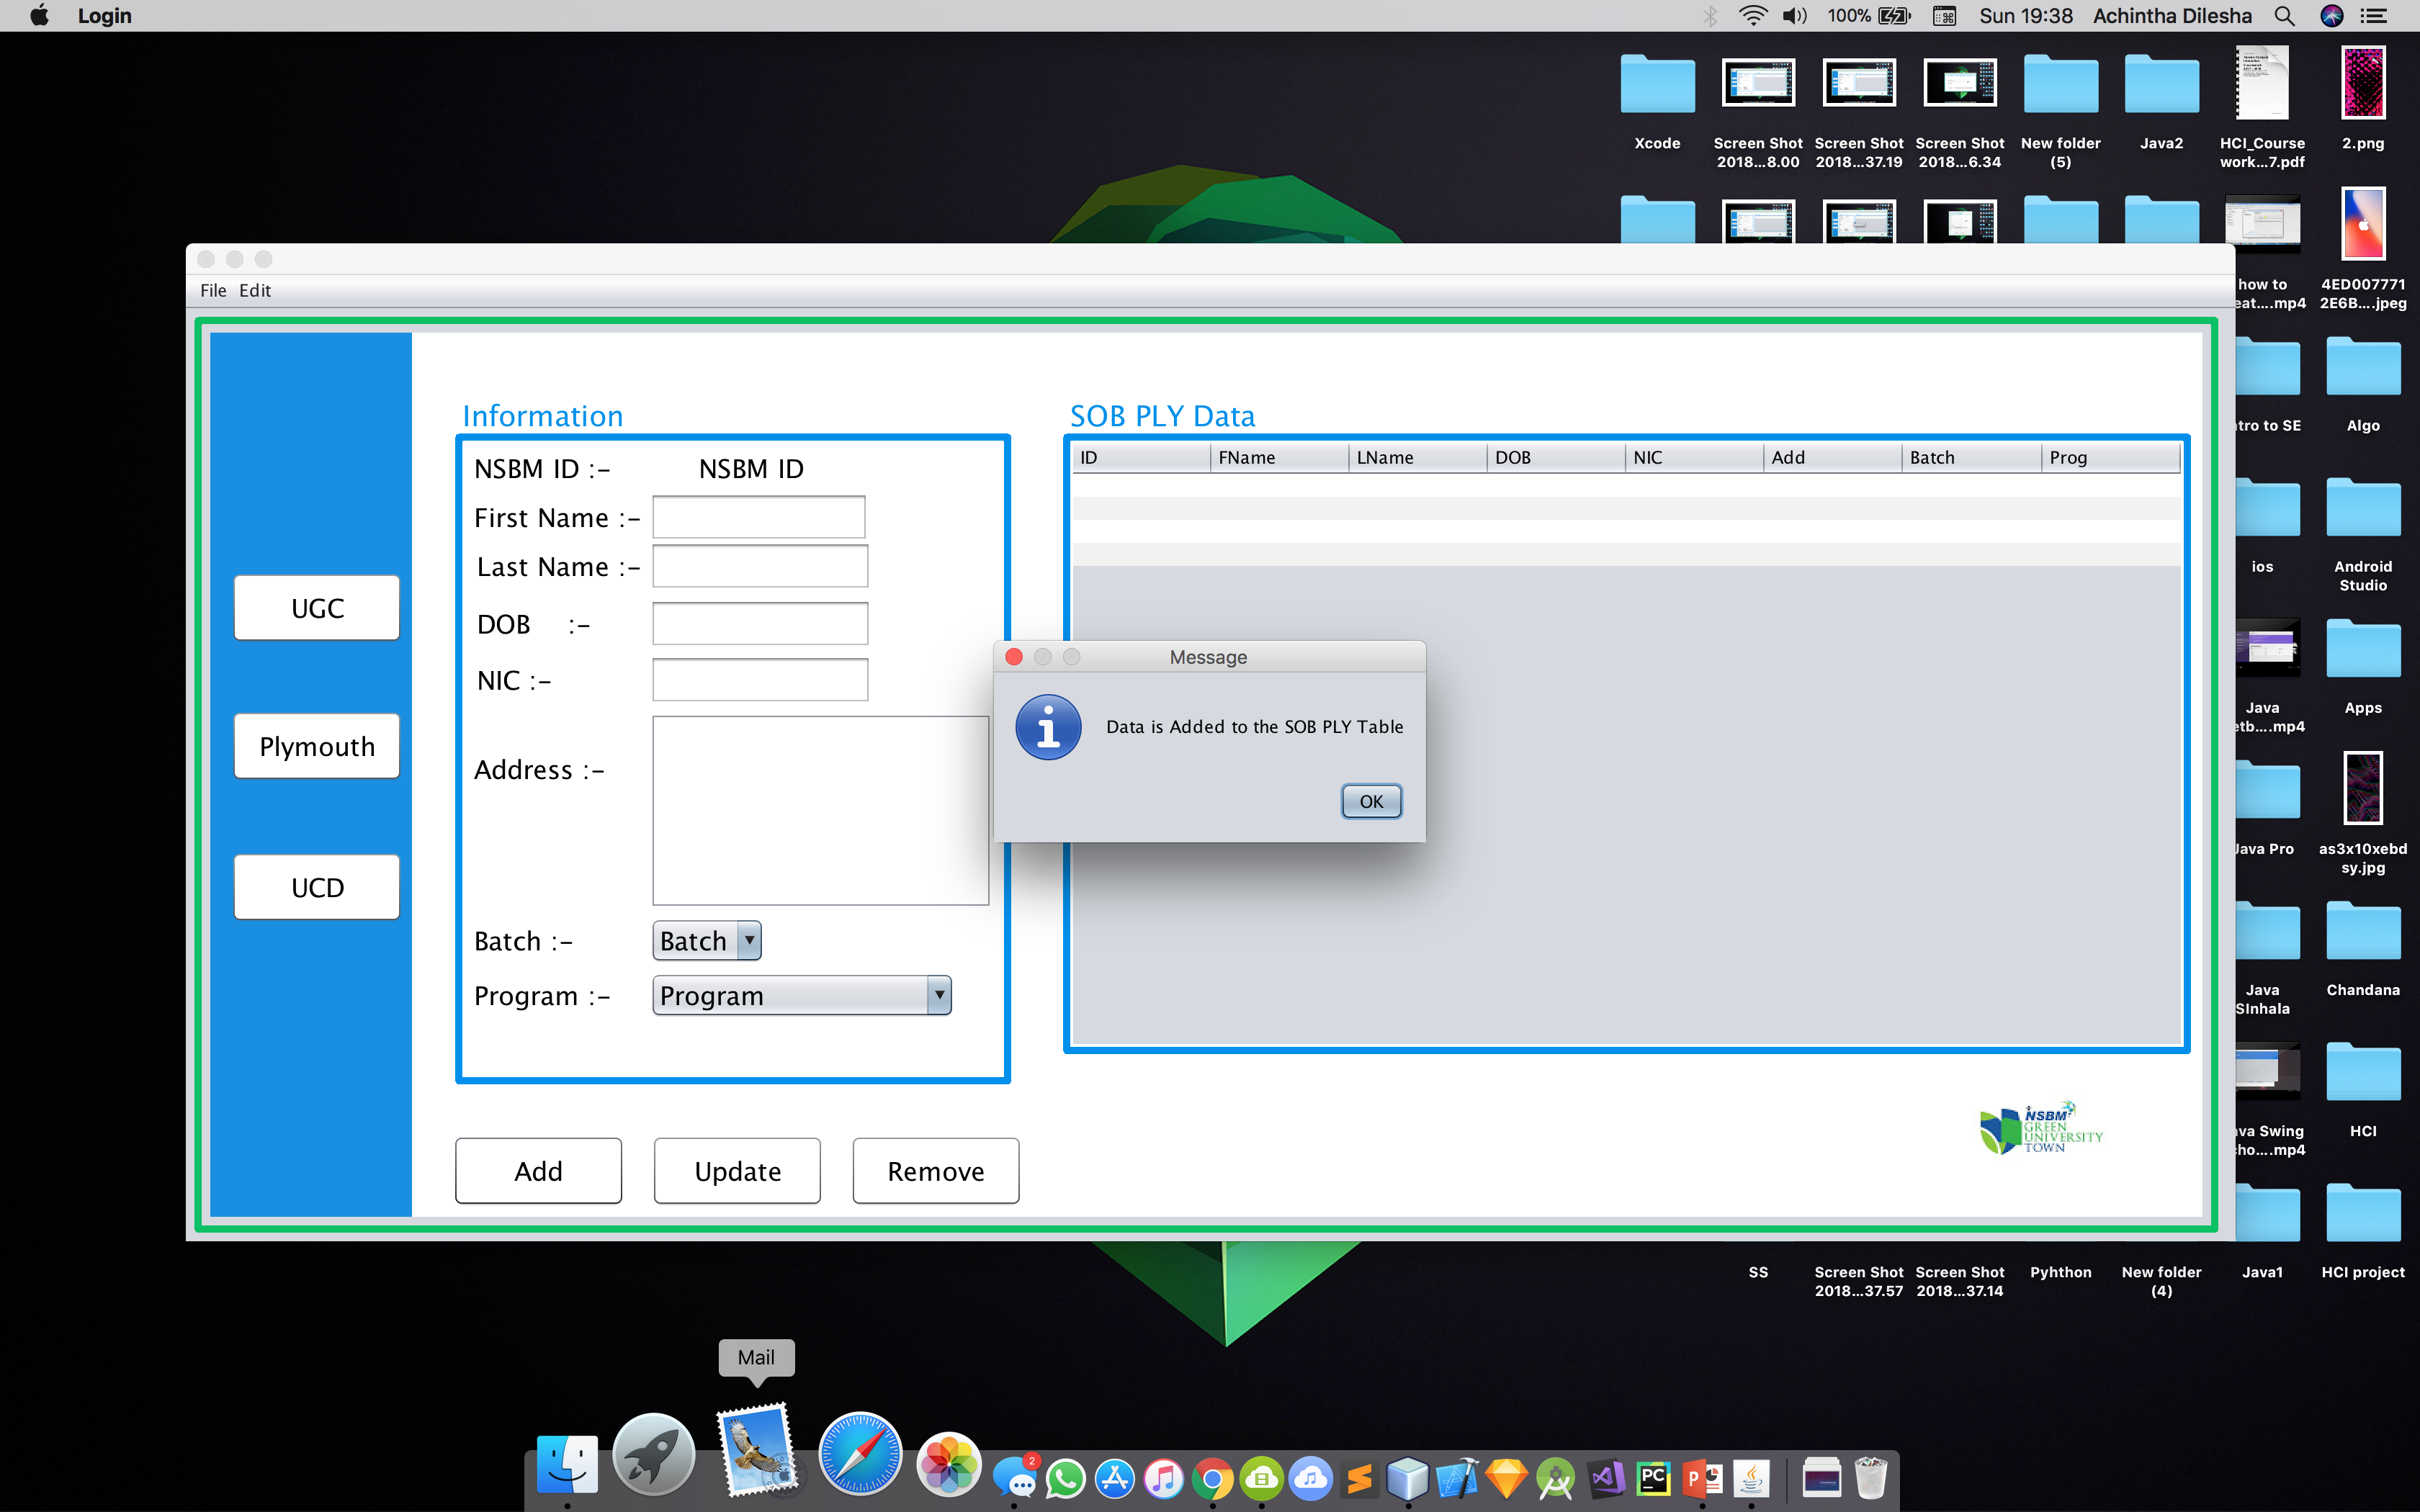 Login
100%
Sun 19:38
Achintha Dilesha
Xcode
Screen Shot
2018...8.00
Screen Shot
2018...37.19
Screen Shot
2018...6.34
New folder
(5)
Java2
HCI_Course
work...7.pdf
2.png
how to
eat....mp4
4ED007771
2E6B....jpeg
File Edit
Information
NSBM ID :- NSBM ID
First Name :-
Last Name :-
DOB :-
NIC :-
Address :-
Batch :- Batch
Program :- Program
UGC
Plymouth
UCD
Add
Update
Remove
SOB PLY Data
ID FName LName DOB NIC Add Batch Prog
Message
Data is Added to the SOB PLY Table
OK
NSBM
GREEN
UNIVERSITY
TOWN
ntro to SE
Algo
ios
Android
Studio
Java
etb....mp4
Apps
Java Pro
as3x10xebd
sy.jpg
Java
SInhala
Chandana
va Swing
ho....mp4
HCI
SS
Screen Shot
2018...37.57
Screen Shot
2018...37.14
Pyhthon
New folder
(4)
Java1
HCI project
Mail
2
PC
P